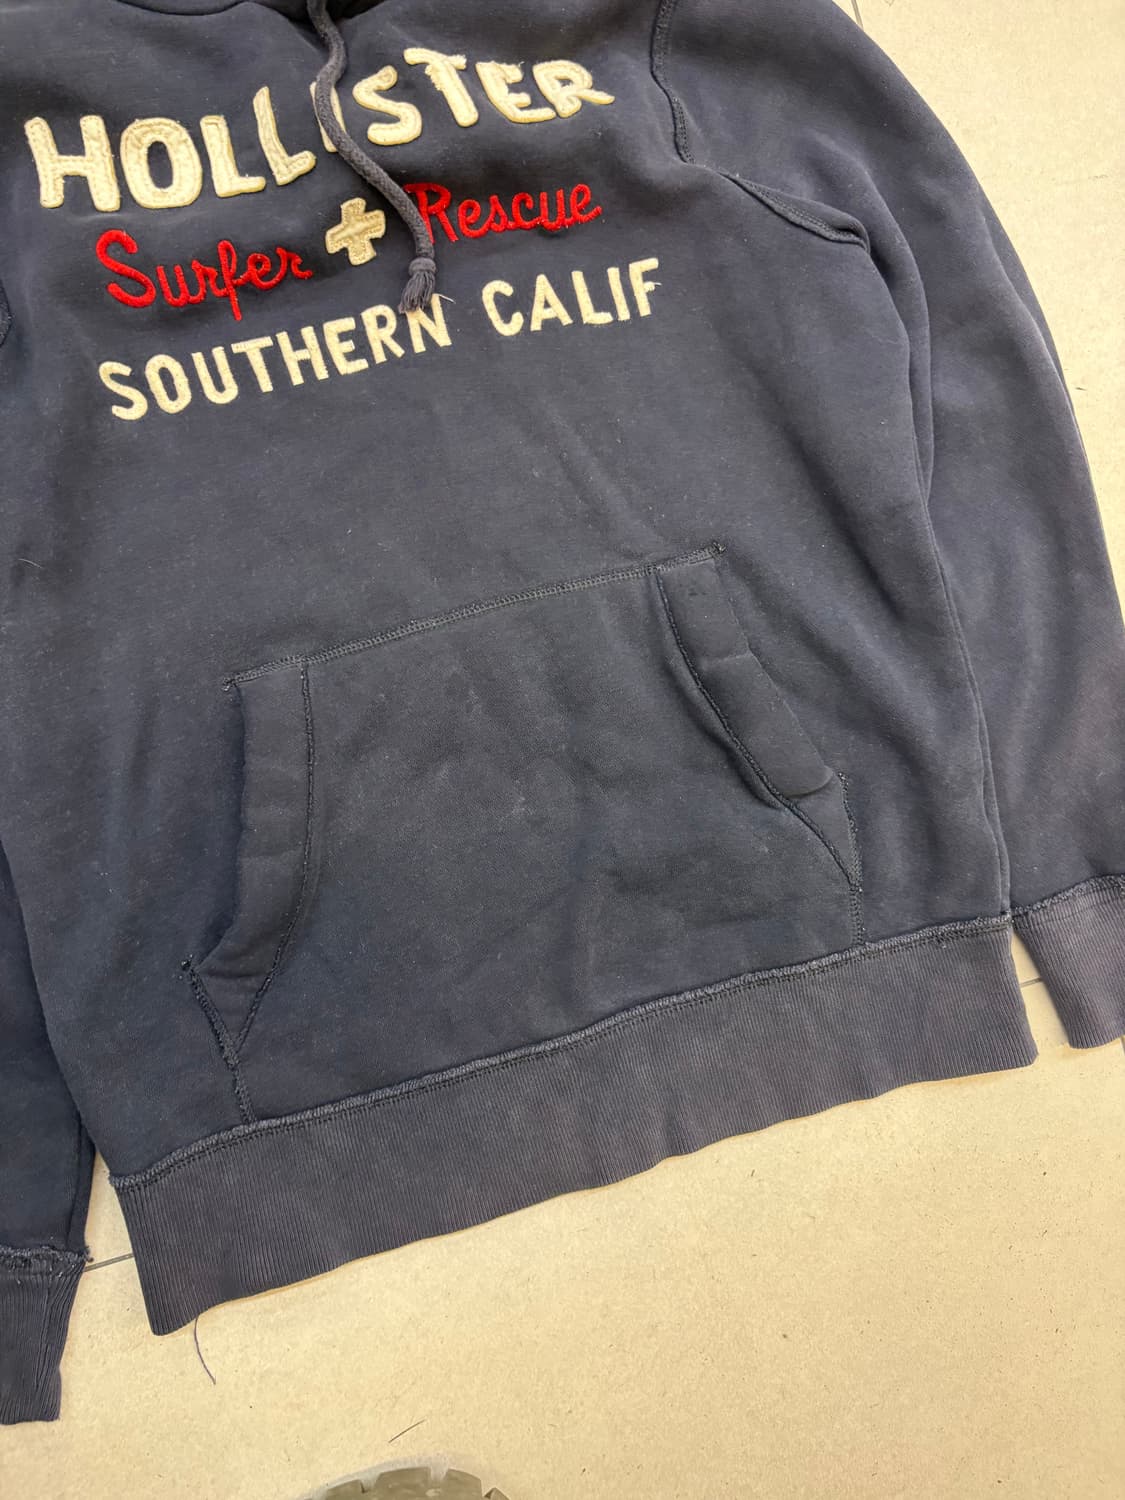 HOLLISTER
Surfer + Rescue
SOUTHERN CALIF